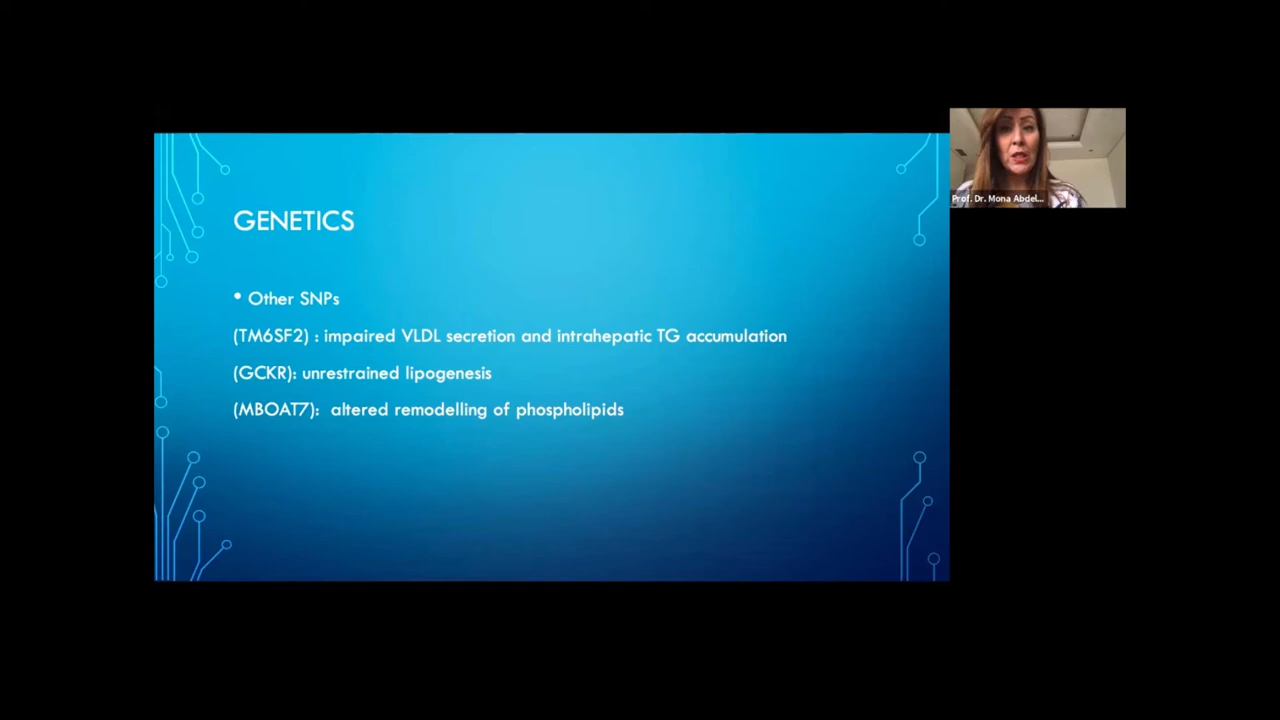 GENETICS
• Other SNPs
(TM6SF2) : impaired VLDL secretion and intrahepatic TG accumulation
(GCKR): unrestrained lipogenesis
(MBOAT7):  altered remodelling of phospholipids
Prof. Dr. Mona Abdel...